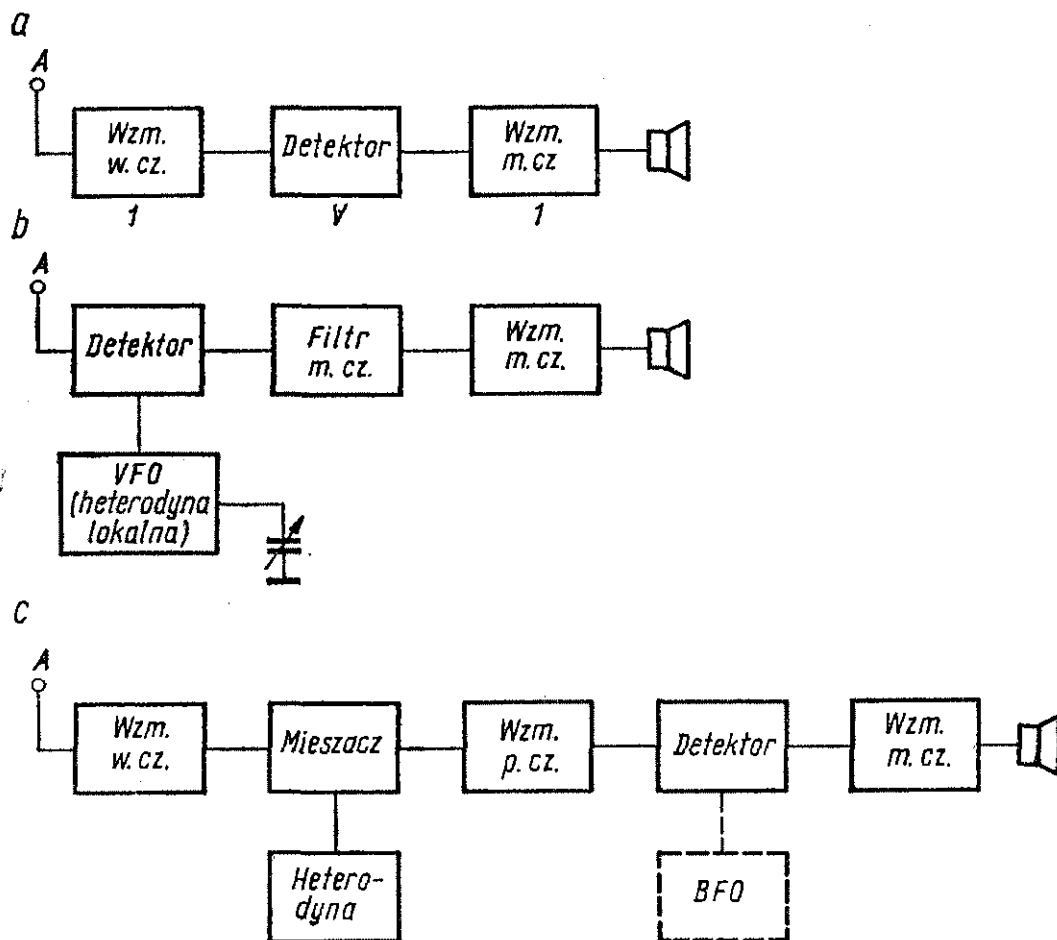 a
A
Wzm.
w. cz.
Detektor
Wzm.
m. cz
1
V
1
b
A
Detektor
Filtr
m. cz.
Wzm.
m. cz.
VFO
(heterodyna
lokalna)
c
A
Wzm.
w. cz.
Mieszacz
Wzm.
p. cz.
Detektor
Wzm.
m. cz.
Hetero-
dyna
BFO